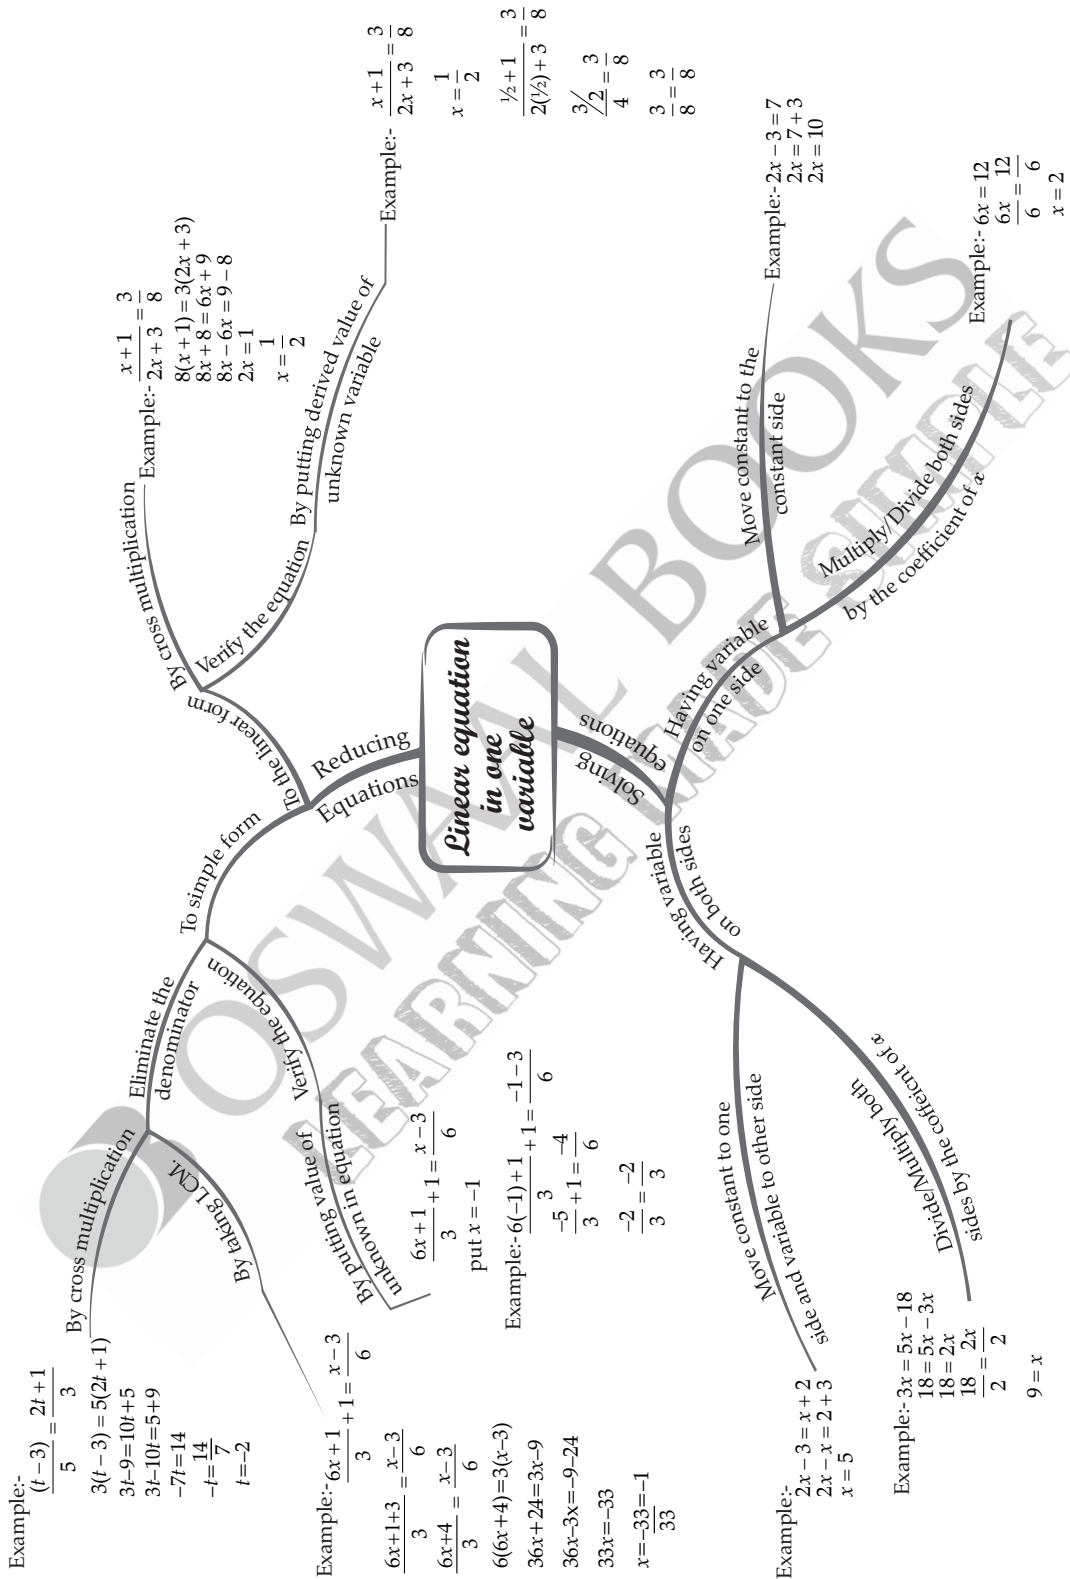 Linear equation
in one
variable
Reducing
Equations
To the linear form
By cross multiplication
Example:- x+1/2x+3 = 3/8
8(x+1) = 3(2x+3)
8x+8 = 6x+9
8x−6x = 9−8
2x = 1
x = 1/2
Verify the equation
By putting derived value of
unknown variable
Example:- x+1/2x+3 = 3/8
x = 1/2
½+1/2(½)+3 = 3/8
3/2/4 = 3/8
3/8 = 3/8
To simple form
Eliminate the
denominator
By cross multiplication
Example:-
(t−3)/5 = 2t+1/3
3(t−3) = 5(2t+1)
3t–9=10t+5
3t–10t=5+9
–7t=14
–t=14/7
t=–2
By taking LCM.
Example:- 6x+1/3 +1= x−3/6
6x+1+3/3 = x–3/6
6x+4/3 = x–3/6
6(6x+4)=3(x–3)
36x+24=3x–9
36x–3x=–9–24
33x=–33
x=–33/33=–1
Verify the equation
By putting value of
unknown in equation
6x+1/3 +1= x−3/6
put x = −1
Example:- 6(−1)+1/3 +1= −1−3/6
−5/3 +1= −4/6
−2/3 = −2/3
Solving
equations
Having variable
on one side
Move constant to the
constant side
Example:- 2x − 3 = 7
2x = 7 + 3
2x = 10
Multiply/Divide both sides
by the coefficient of x
Example:- 6x = 12
6x/6 = 12/6
x = 2
Having variable
on both sides
Move constant to one
side and variable to other side
Example:-
2x − 3 = x + 2
2x − x = 2 + 3
x = 5
Divide/Multiply both
sides by the cofficirnt of x
Example:- 3x = 5x − 18
18 = 5x − 3x
18 = 2x
18/2 = 2x/2
9 = x
OSWAAL BOOKS
LEARNING MADE SIMPLE